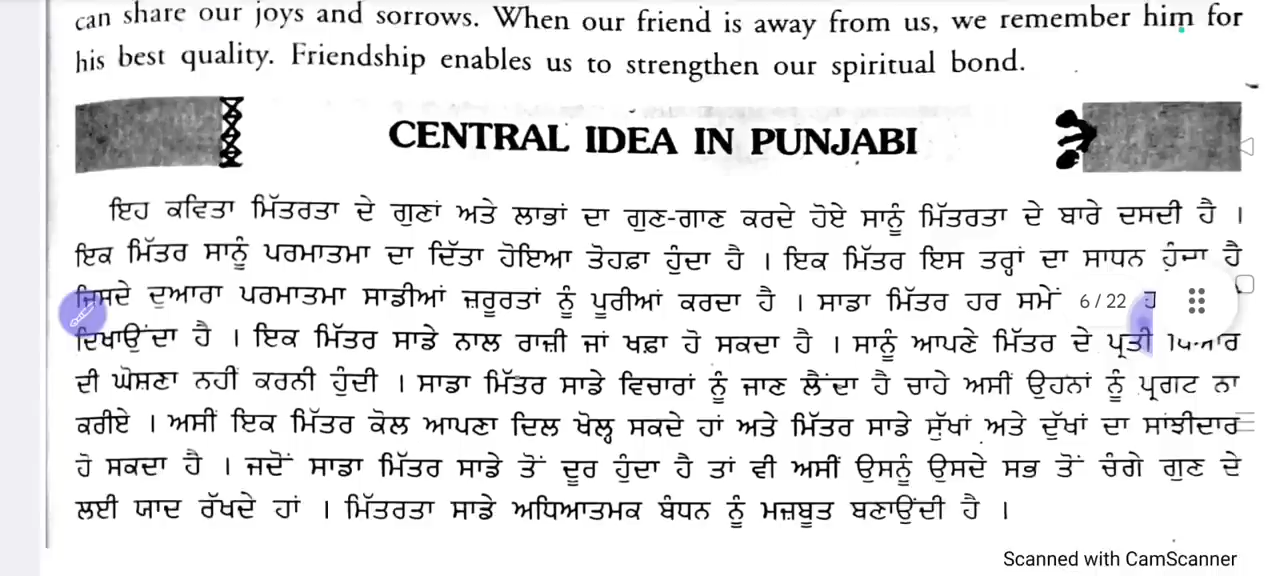 can share our joys and sorrows. When our friend is away from us, we remember him for
his best quality. Friendship enables us to strengthen our spiritual bond.
CENTRAL IDEA IN PUNJABI
ਇਹ ਕਵਿਤਾ ਮਿੱਤਰਤਾ ਦੇ ਗੁਣਾਂ ਅਤੇ ਲਾਭਾਂ ਦਾ ਗੁਣ-ਗਾਣ ਕਰਦੇ ਹੋਏ ਸਾਨੂੰ ਮਿੱਤਰਤਾ ਦੇ ਬਾਰੇ ਦਸਦੀ ਹੈ ।
ਇਕ ਮਿੱਤਰ ਸਾਨੂੰ ਪਰਮਾਤਮਾ ਦਾ ਦਿੱਤਾ ਹੋਇਆ ਤੋਹਫ਼ਾ ਹੁੰਦਾ ਹੈ । ਇਕ ਮਿੱਤਰ ਇਸ ਤਰ੍ਹਾਂ ਦਾ ਸਾਧਨ ਹੁੰਦਾ ਹੈ
ਜਿਸਦੇ ਦੁਆਰਾ ਪਰਮਾਤਮਾ ਸਾਡੀਆਂ ਜ਼ਰੂਰਤਾਂ ਨੂੰ ਪੂਰੀਆਂ ਕਰਦਾ ਹੈ । ਸਾਡਾ ਮਿੱਤਰ ਹਰ ਸਮੇਂ 6 / 22
ਦਿਖਾਉਂਦਾ ਹੈ । ਇਕ ਮਿੱਤਰ ਸਾਡੇ ਨਾਲ ਰਾਜ਼ੀ ਜਾਂ ਖਫ਼ਾ ਹੋ ਸਕਦਾ ਹੈ । ਸਾਨੂੰ ਆਪਣੇ ਮਿੱਤਰ ਦੇ ਪ੍ਰਤੀ
ਦੀ ਘੋਸ਼ਣਾ ਨਹੀਂ ਕਰਨੀ ਹੁੰਦੀ । ਸਾਡਾ ਮਿੱਤਰ ਸਾਡੇ ਵਿਚਾਰਾਂ ਨੂੰ ਜਾਣ ਲੈਂਦਾ ਹੈ ਚਾਹੇ ਅਸੀਂ ਉਹਨਾਂ ਨੂੰ ਪ੍ਰਗਟ ਨਾ
ਕਰੀਏ । ਅਸੀਂ ਇਕ ਮਿੱਤਰ ਕੋਲ ਆਪਣਾ ਦਿਲ ਖੋਲ੍ਹ ਸਕਦੇ ਹਾਂ ਅਤੇ ਮਿੱਤਰ ਸਾਡੇ ਸੁੱਖਾਂ ਅਤੇ ਦੁੱਖਾਂ ਦਾ ਸਾਂਝੀਦਾਰ
ਹੋ ਸਕਦਾ ਹੈ । ਜਦੋਂ ਸਾਡਾ ਮਿੱਤਰ ਸਾਡੇ ਤੋਂ ਦੂਰ ਹੁੰਦਾ ਹੈ ਤਾਂ ਵੀ ਅਸੀਂ ਉਸਨੂੰ ਉਸਦੇ ਸਭ ਤੋਂ ਚੰਗੇ ਗੁਣ ਦੇ
ਲਈ ਯਾਦ ਰੱਖਦੇ ਹਾਂ । ਮਿੱਤਰਤਾ ਸਾਡੇ ਅਧਿਆਤਮਕ ਬੰਧਨ ਨੂੰ ਮਜ਼ਬੂਤ ਬਣਾਉਂਦੀ ਹੈ ।
Scanned with CamScanner